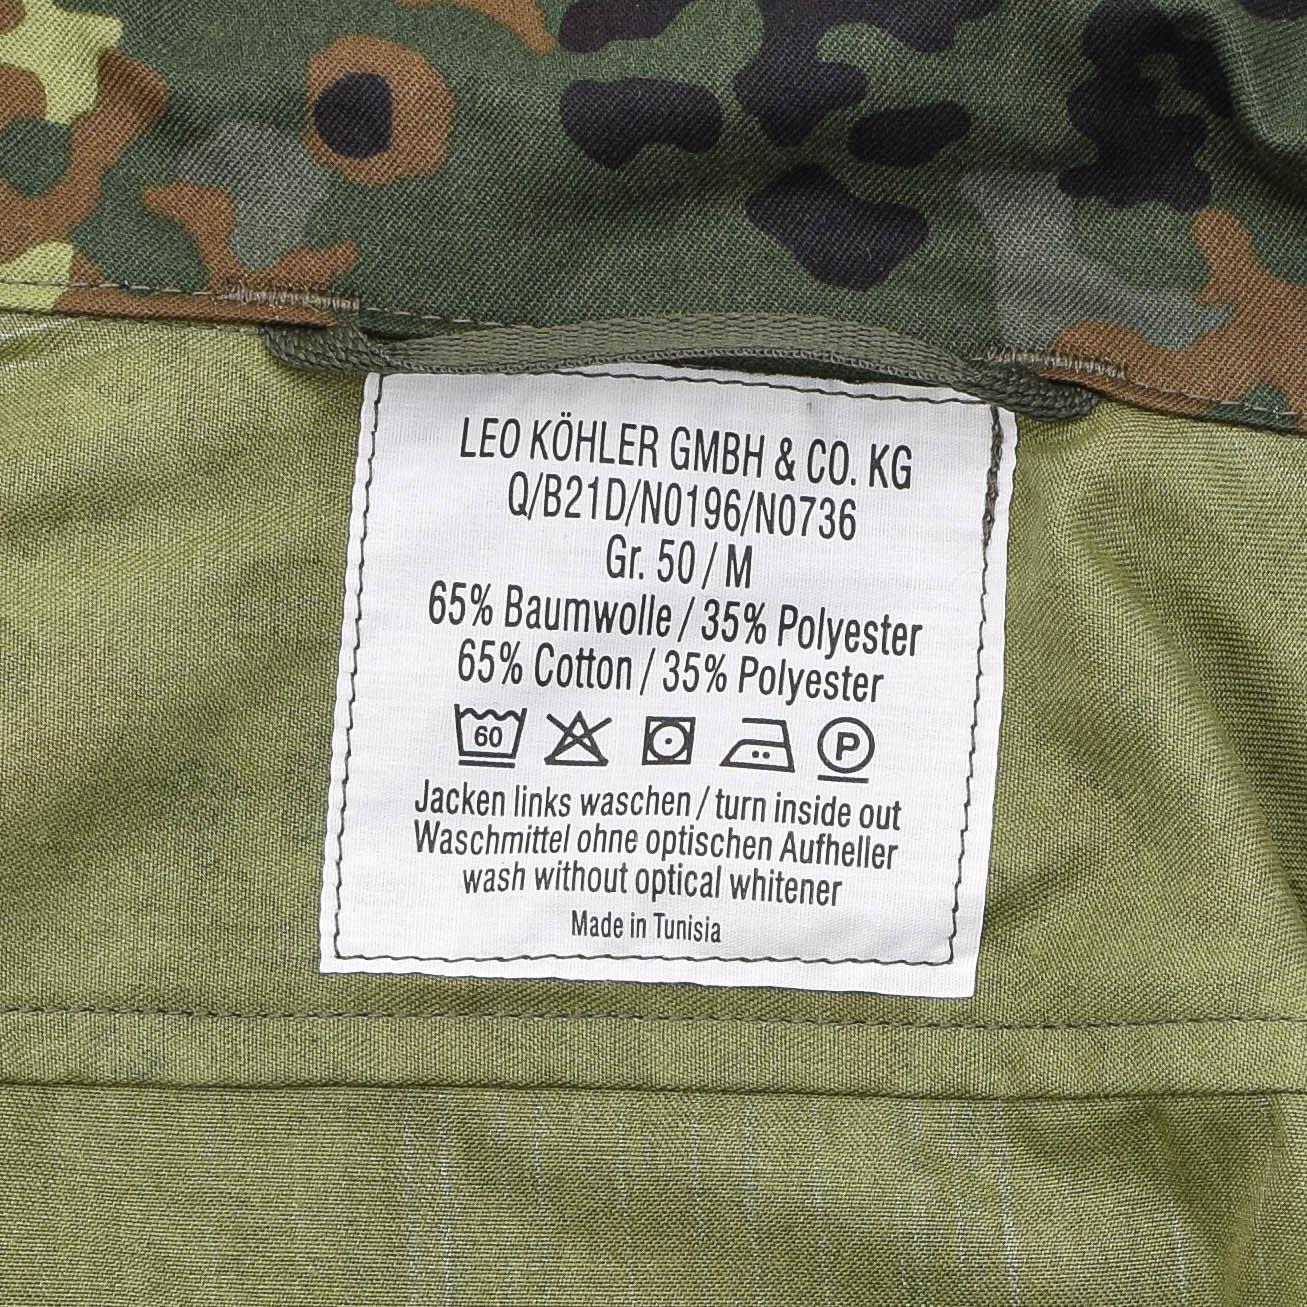 LEO KÖHLER GMBH & CO. KG
Q/B21D/N0196/N0736
Gr. 50 / M
65% Baumwolle / 35% Polyester
65% Cotton / 35% Polyester
60 P
Jacken links waschen / turn inside out
Waschmittel ohne optischen Aufheller
wash without optical whitener
Made in Tunisia